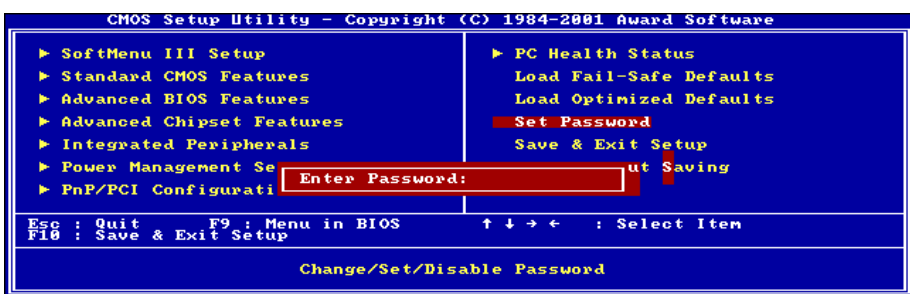 CMOS Setup Utility - Copyright (C) 1984-2001 Award Software
SoftMenu III Setup
Standard CMOS Features
Advanced BIOS Features
Advanced Chipset Features
Integrated Peripherals
Power Management Se
PnP/PCI Configurati
PC Health Status
Load Fail-Safe Defaults
Load Optimized Defaults
Set Password
Save & Exit Setup
ut Saving
Enter Password:
Esc : Quit F9 : Menu in BIOS ↑ ↓ → ← : Select Item
F10 : Save & Exit Setup
Change/Set/Disable Password